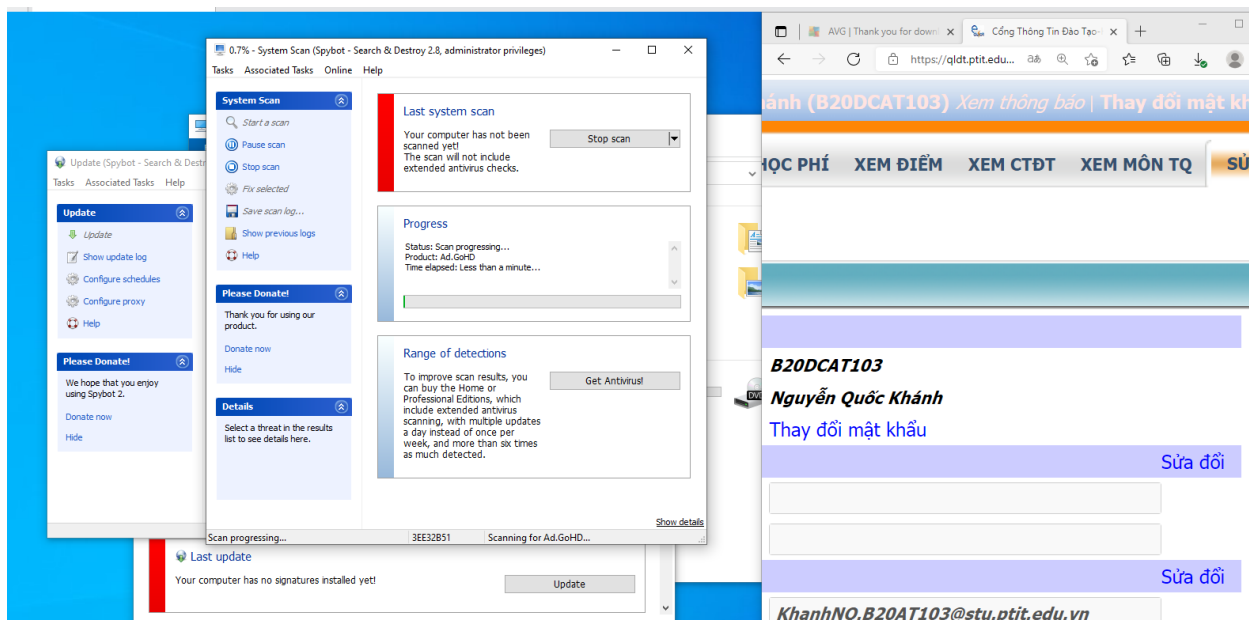 0.7% - System Scan (Spybot - Search & Destroy 2.8, administrator privileges)
Tasks Associated Tasks Online Help
System Scan
Start a scan
Pause scan
Stop scan
Fix selected
Save scan log...
Show previous logs
Help
Please Donate!
Thank you for using our
product.
Donate now
Hide
Details
Select a threat in the results
list to see details here.
Last system scan
Your computer has not been
scanned yet!
The scan will not include
extended antivirus checks.
Stop scan
Progress
Status: Scan progressing...
Product: Ad.GoHD
Time elapsed: Less than a minute...
Range of detections
To improve scan results, you
can buy the Home or
Professional Editions, which
include extended antivirus
scanning, with multiple updates
a day instead of once per
week, and more than six times
as much detected.
Get Antivirus!
Show details
Scan progressing... 3EE32B51 Scanning for Ad.GoHD...
Update (Spybot - Search & Destr
Tasks Associated Tasks Help
Update
Update
Show update log
Configure schedules
Configure proxy
Help
Please Donate!
We hope that you enjoy
using Spybot 2.
Donate now
Hide
Last update
Your computer has no signatures installed yet!
Update
DVD
AVG | Thank you for down
Cổng Thông Tin Đào Tạo-
https://qldt.ptit.edu...
ánh (B20DCAT103) Xem thông báo | Thay đổi mật kh
HỌC PHÍ XEM ĐIỂM XEM CTĐT XEM MÔN TQ SỬ
B20DCAT103
Nguyễn Quốc Khánh
Thay đổi mật khẩu
Sửa đổi
Sửa đổi
KhanhNQ.B20AT103@stu.ptit.edu.vn